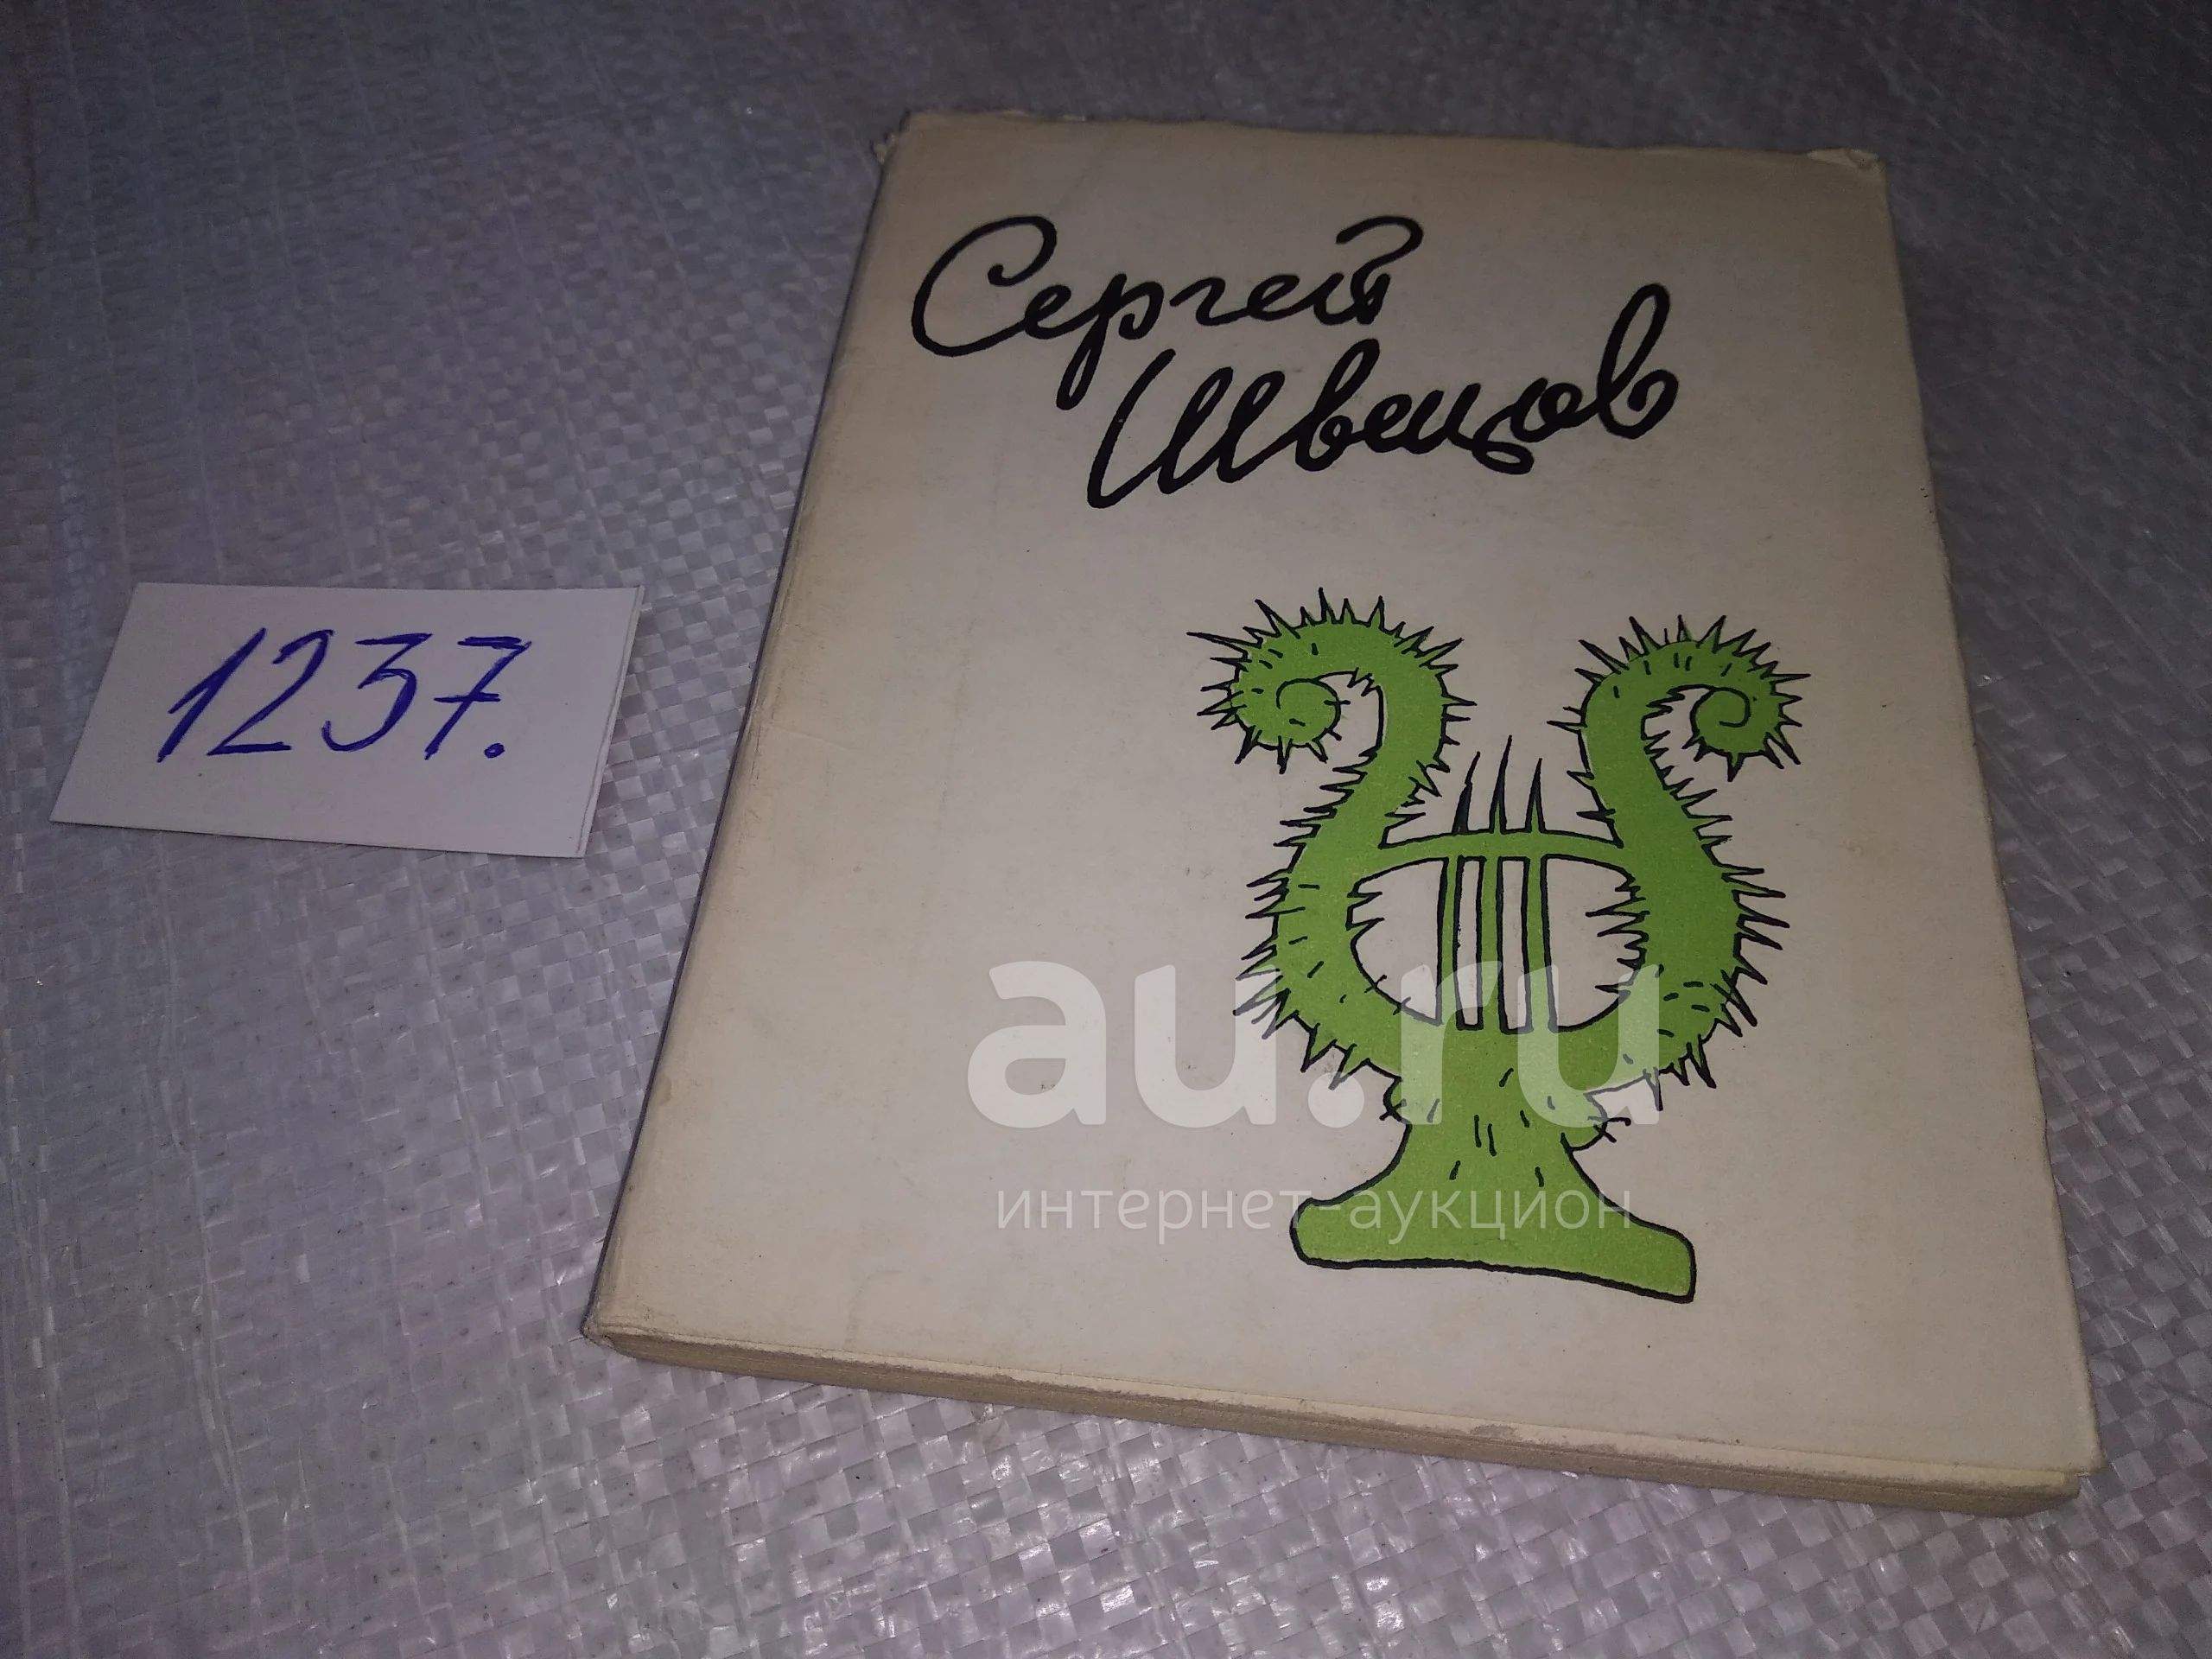 Сергей
Швецов
1237.
au.ru
интернет-аукцион